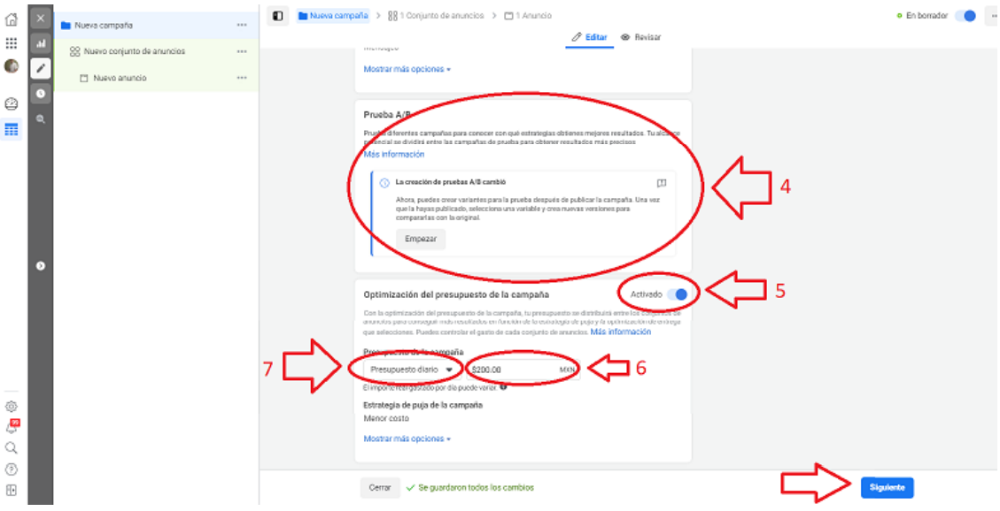 Nueva campaña
1 Conjunto de anuncios
1 Anuncio
En borrador
Editar
Revisar
Nueva campaña
Nuevo conjunto de anuncios
Nuevo anuncio
Mensajes
Mostrar más opciones
Prueba A/B
Prueba diferentes campañas para conocer con qué estrategias obtienes mejores resultados. Tu alcance
potencial se dividirá entre las campañas de prueba para obtener resultados más precisos
Más información
La creación de pruebas A/B cambió
Ahora, puedes crear variantes para la prueba después de publicar la campaña. Una vez
que la hayas publicado, selecciona una variable y crea nuevas versiones para
compararlas con la original.
Empezar
4
Optimización del presupuesto de la campaña
Activado
5
Con la optimización del presupuesto de la campaña, tu presupuesto se distribuirá entre los conjuntos de
anuncios para conseguir más resultados en función de la estrategia de puja y la optimización de entrega
que selecciones. Puedes controlar el gasto de cada conjunto de anuncios. Más información
Presupuesto de la campaña
7
Presupuesto diario
$200.00
MXN
6
El importe real gastado por día puede variar.
Estrategia de puja de la campaña
Menor costo
Mostrar más opciones
Cerrar
Se guardaron todos los cambios
Siguiente